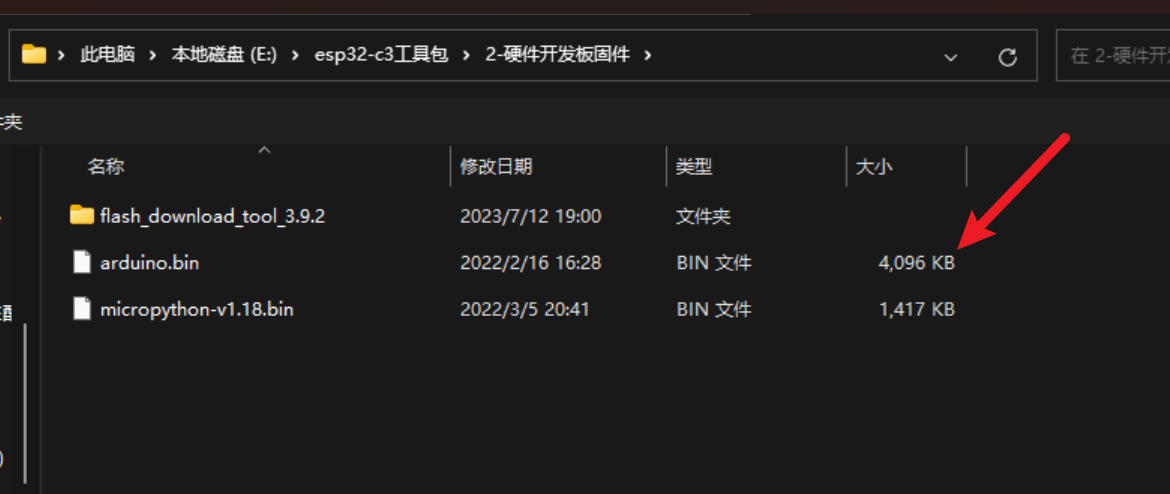 此电脑 › 本地磁盘 (E:) › esp32-c3工具包 › 2-硬件开发板固件 ›
在 2-硬件开
夹
名称 修改日期 类型 大小
flash_download_tool_3.9.2 2023/7/12 19:00 文件夹
arduino.bin 2022/2/16 16:28 BIN 文件 4,096 KB
micropython-v1.18.bin 2022/3/5 20:41 BIN 文件 1,417 KB